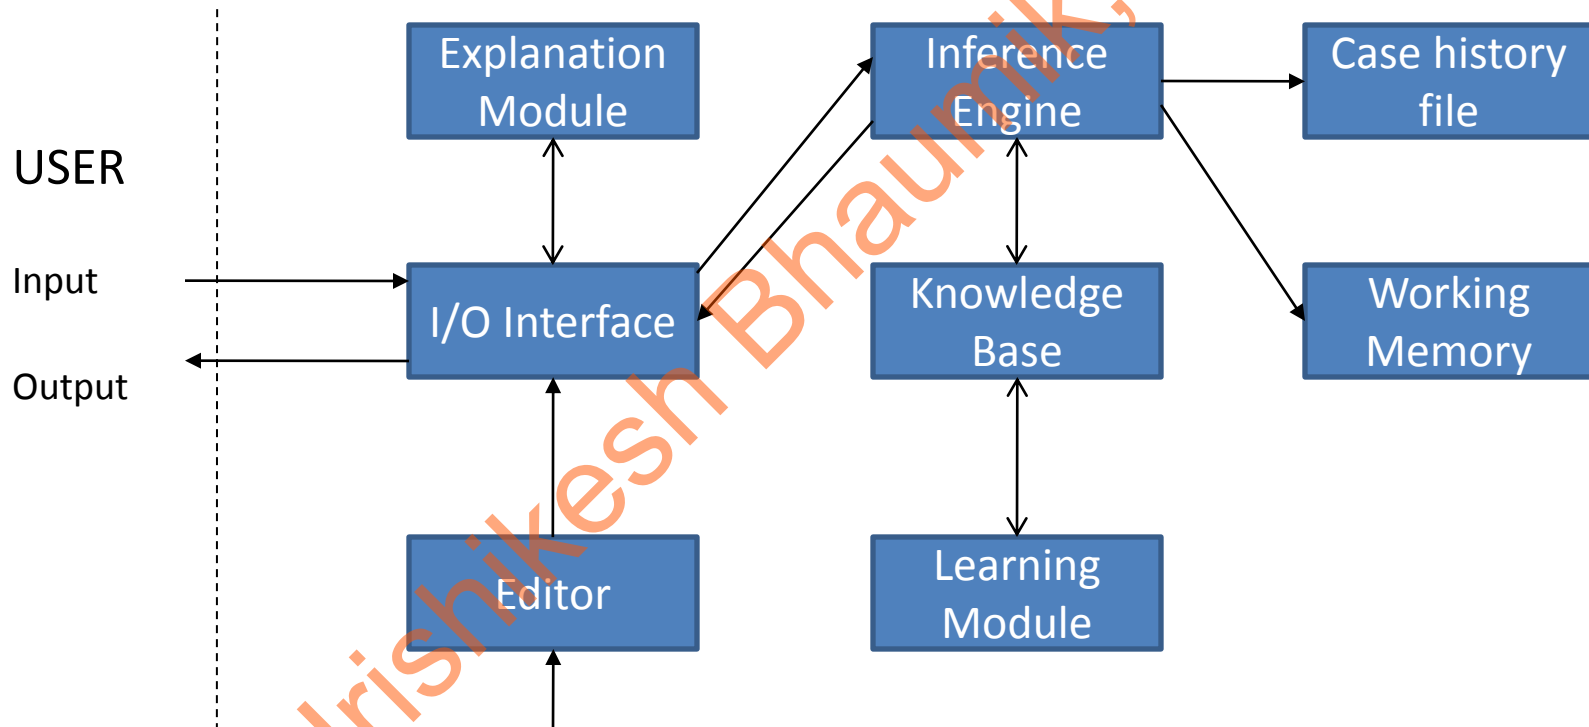 USER
Input
Output
Explanation
Module
I/O Interface
Editor
Inference
Engine
Knowledge
Base
Learning
Module
Case history
file
Working
Memory
Bhaumik,